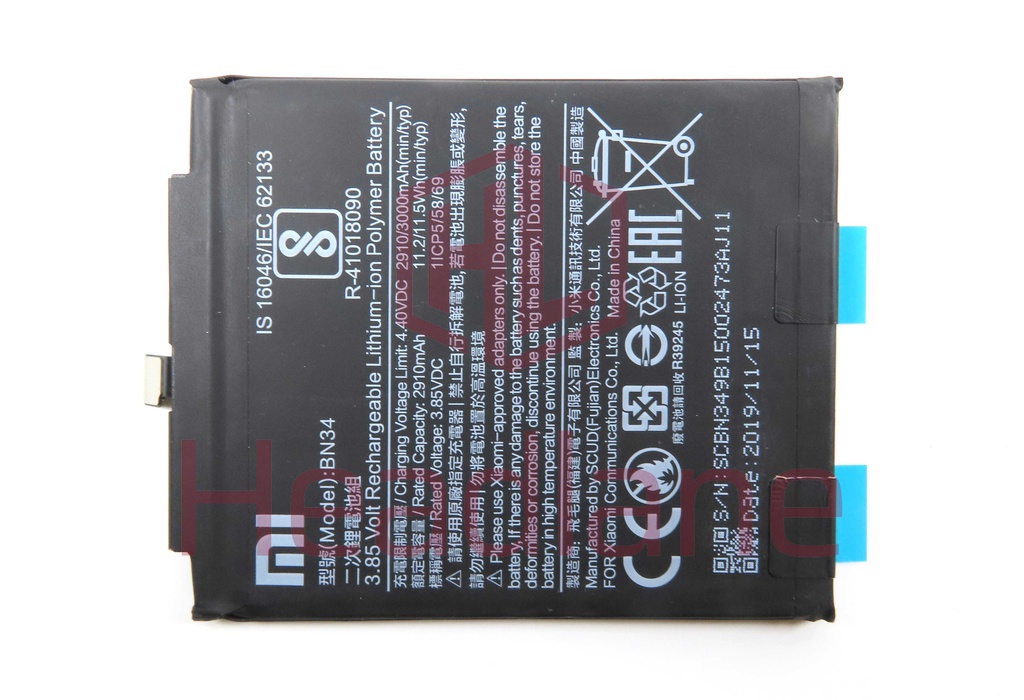 IS 16046/IEC 62133
R-41018090
MI
型號(Model):BN34
二次鋰電池組
3.85 Volt Rechargeable Lithium-ion Polymer Battery
充電限制電壓 / Charging Voltage Limit: 4.40VDC 2910/3000mAh(min/typ)
額定電容量 / Rated Capacity: 2910mAh 11.2/11.5Wh(min/typ)
標稱電壓 / Rated Voltage: 3.85VDC 1ICP5/58/69
⚠ 請使用原廠指定充電器 | 禁止自行拆解電池, 若電池出現膨脹或變形,
請勿繼續使用 | 勿將電池置於高溫環境
⚠ Please use Xiaomi-approved adapters only. | Do not disassemble the
battery, If there is any damage to the battery such as dents, punctures, tears,
deformities or corrosion, discontinue using the battery. | Do not store the
battery in high temperature environment.
製造商: 飛毛腿(福建)電子有限公司 監 製: 小米通訊技術有限公司 中國製造
Manufactured by SCUD(Fujian)Electronics Co., Ltd.
FOR Xiaomi Communications Co., Ltd. Made in China
CE
EAC
廢電池請回收 R39245 LI-ION
S/N:SCBN349B15002473AJ11
Date:2019/11/15
Hexlane